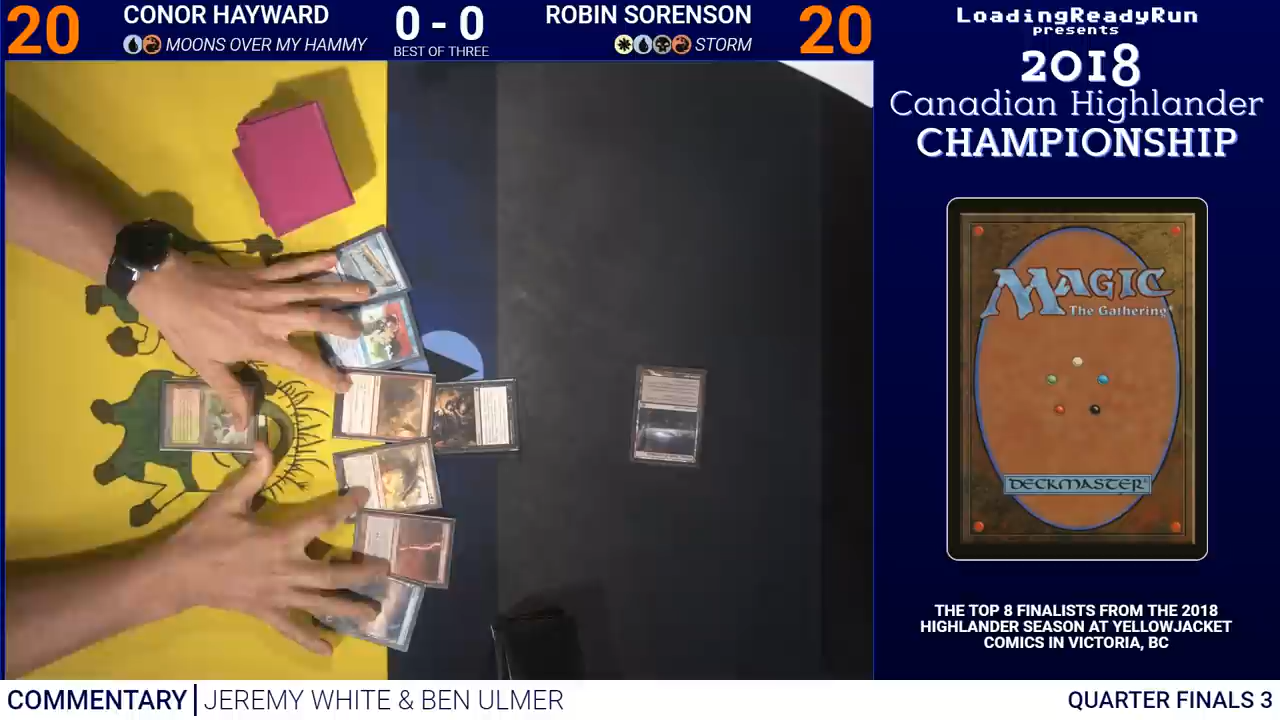 20
CONOR HAYWARD
MOONS OVER MY HAMMY
0 - 0
BEST OF THREE
ROBIN SORENSON
STORM
20
LoadingReadyRun
presents
2018
Canadian Highlander
CHAMPIONSHIP
MAGIC
The Gathering®
DECKMASTER
THE TOP 8 FINALISTS FROM THE 2018
HIGHLANDER SEASON AT YELLOWJACKET
COMICS IN VICTORIA, BC
COMMENTARY | JEREMY WHITE & BEN ULMER
QUARTER FINALS 3